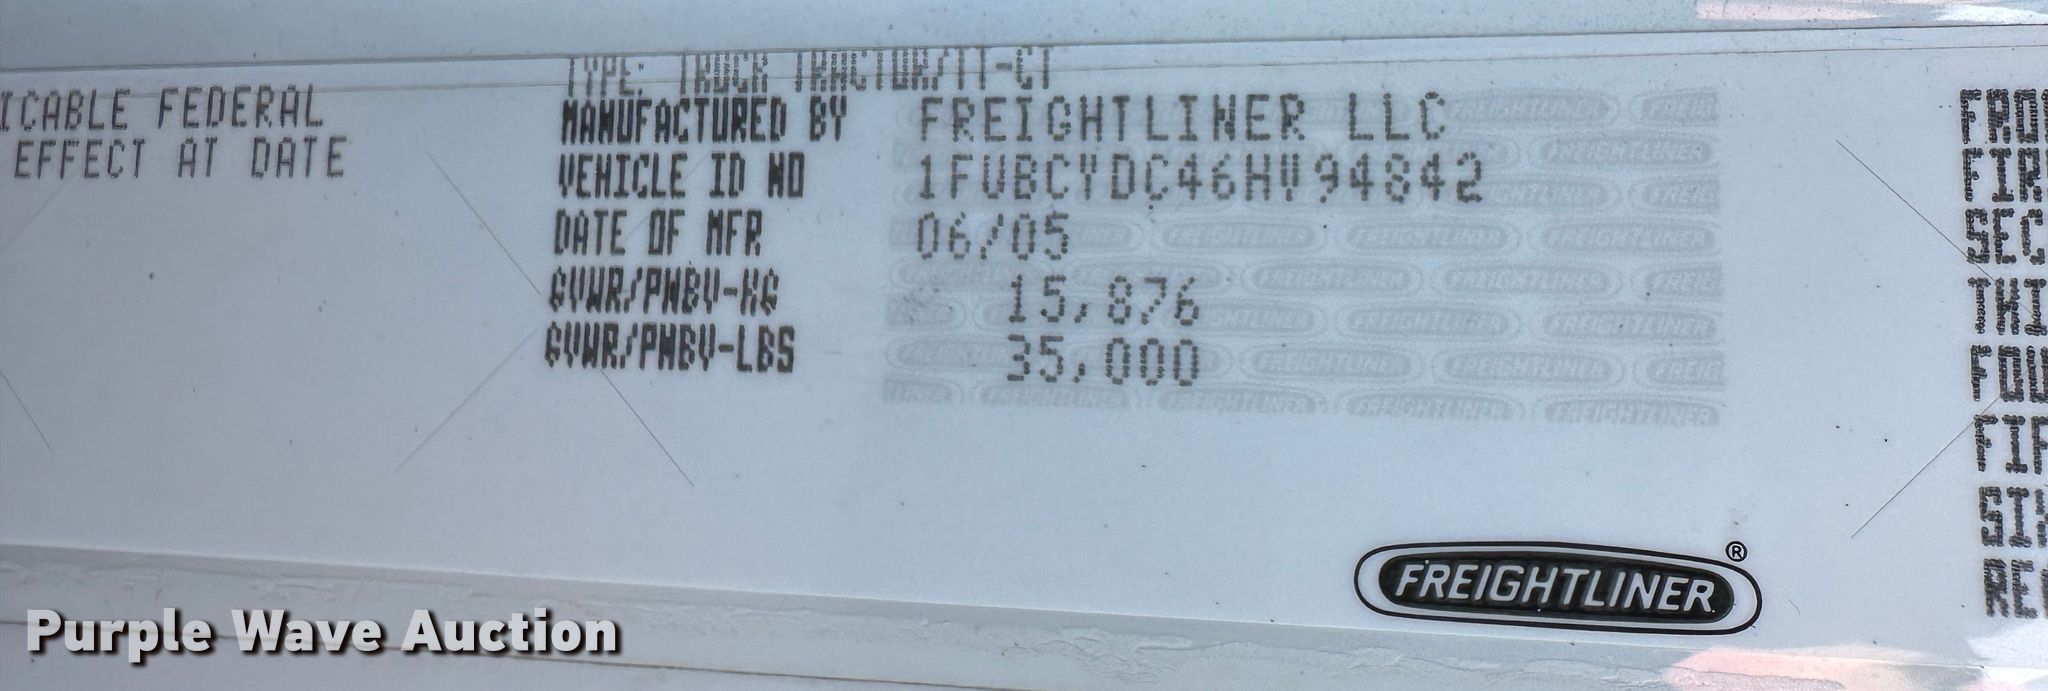 ICABLE FEDERAL
EFFECT AT DATE
TYPE: TRUCK TRACTOR/TT-CT
MANUFACTURED BY FREIGHTLINER LLC
VEHICLE ID NO 1FUBCYDC46HV94842
DATE OF MFR 06/05
GVWR/PNBV-KG 15,876
GVWR/PNBV-LBS 35,000
FREIGHTLINER®
Purple Wave Auction